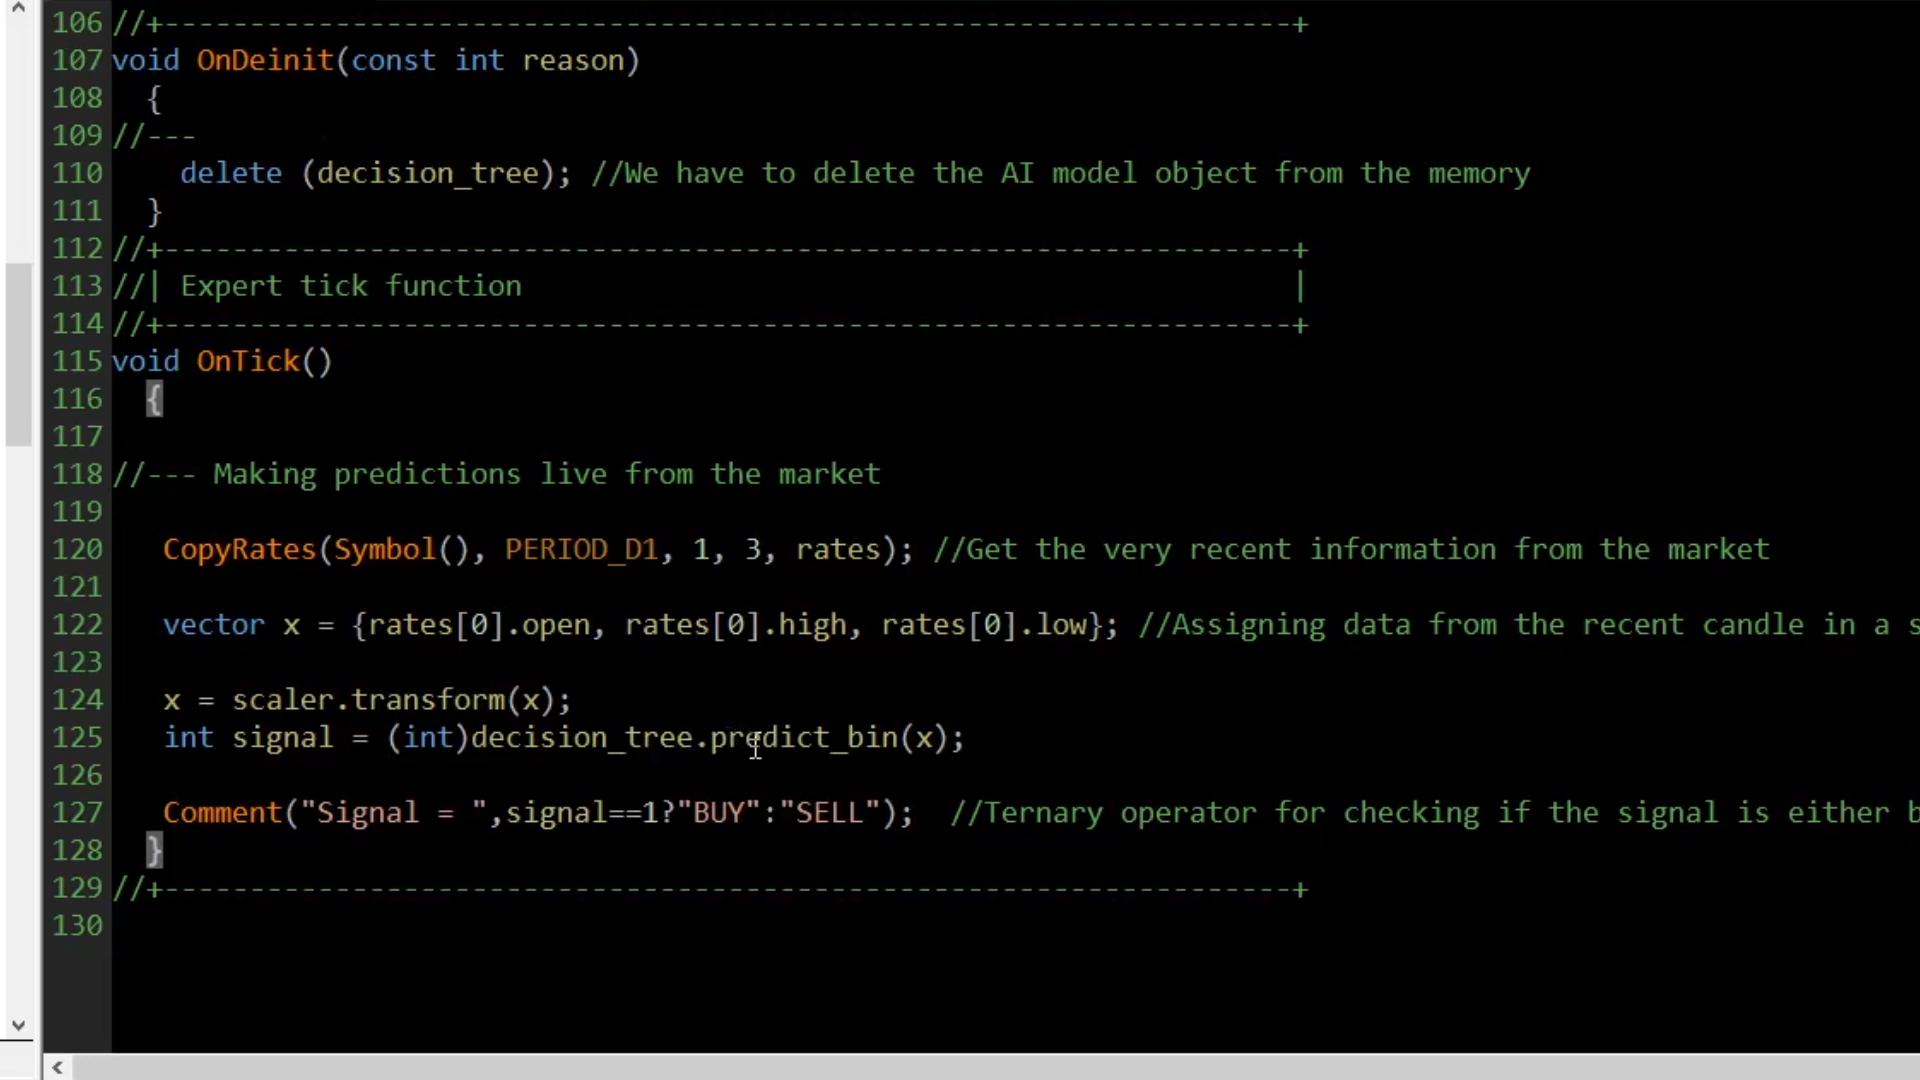 106 //+------------------------------------------------------------------+
107 void OnDeinit(const int reason)
108 {
109 //---
110 delete (decision_tree); //We have to delete the AI model object from the memory
111 }
112 //+------------------------------------------------------------------+
113 //| Expert tick function |
114 //+------------------------------------------------------------------+
115 void OnTick()
116 {
117
118 //--- Making predictions live from the market
119
120 CopyRates(Symbol(), PERIOD_D1, 1, 3, rates); //Get the very recent information from the market
121
122 vector x = {rates[0].open, rates[0].high, rates[0].low}; //Assigning data from the recent candle in a s
123
124 x = scaler.transform(x);
125 int signal = (int)decision_tree.predict_bin(x);
126
127 Comment("Signal = ",signal==1?"BUY":"SELL"); //Ternary operator for checking if the signal is either b
128 }
129 //+------------------------------------------------------------------+
130